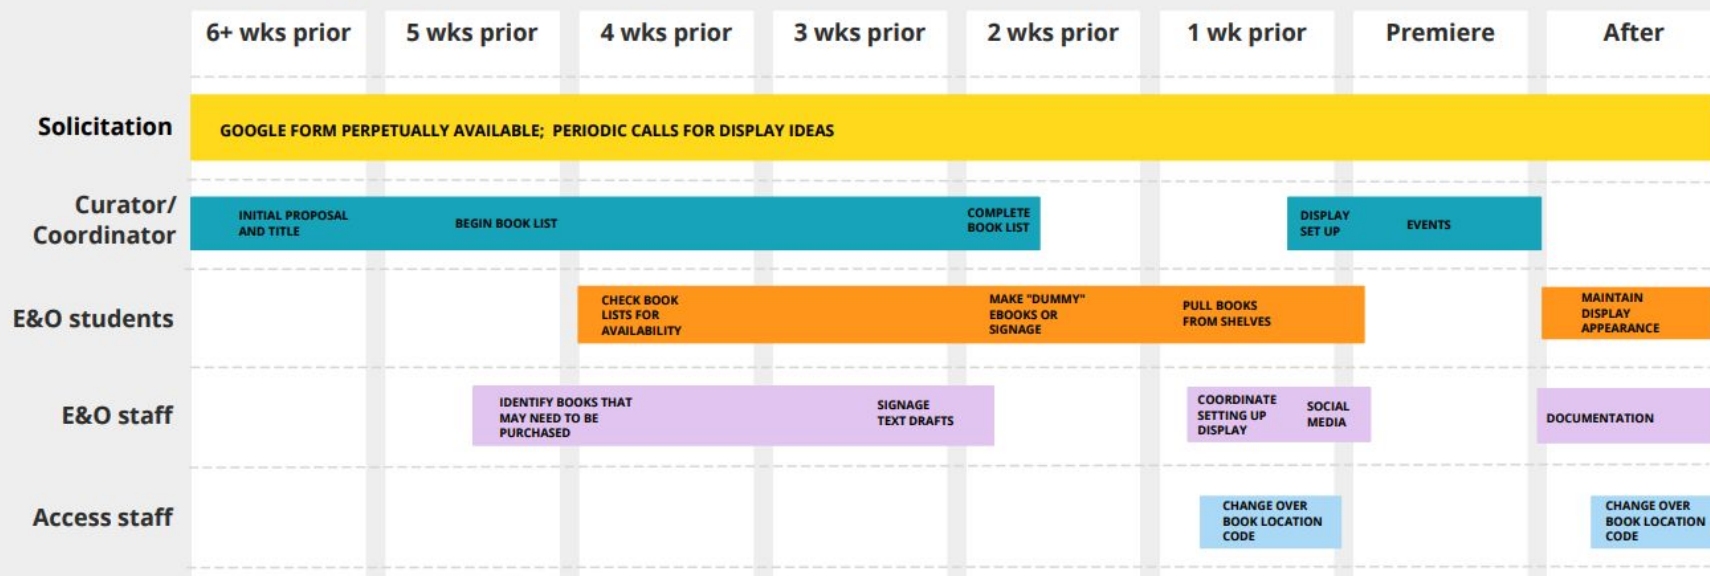 6+ wks prior
5 wks prior
4 wks prior
3 wks prior
2 wks prior
1 wk prior
Premiere
After
Solicitation
GOOGLE FORM PERPETUALLY AVAILABLE; PERIODIC CALLS FOR DISPLAY IDEAS
Curator/
Coordinator
INITIAL PROPOSAL
AND TITLE
BEGIN BOOK LIST
COMPLETE
BOOK LIST
DISPLAY
SET UP
EVENTS
E&O students
CHECK BOOK
LISTS FOR
AVAILABILITY
MAKE "DUMMY"
EBOOKS OR
SIGNAGE
PULL BOOKS
FROM SHELVES
MAINTAIN
DISPLAY
APPEARANCE
E&O staff
IDENTIFY BOOKS THAT
MAY NEED TO BE
PURCHASED
SIGNAGE
TEXT DRAFTS
COORDINATE
SETTING UP
DISPLAY
SOCIAL
MEDIA
DOCUMENTATION
Access staff
CHANGE OVER
BOOK LOCATION
CODE
CHANGE OVER
BOOK LOCATION
CODE